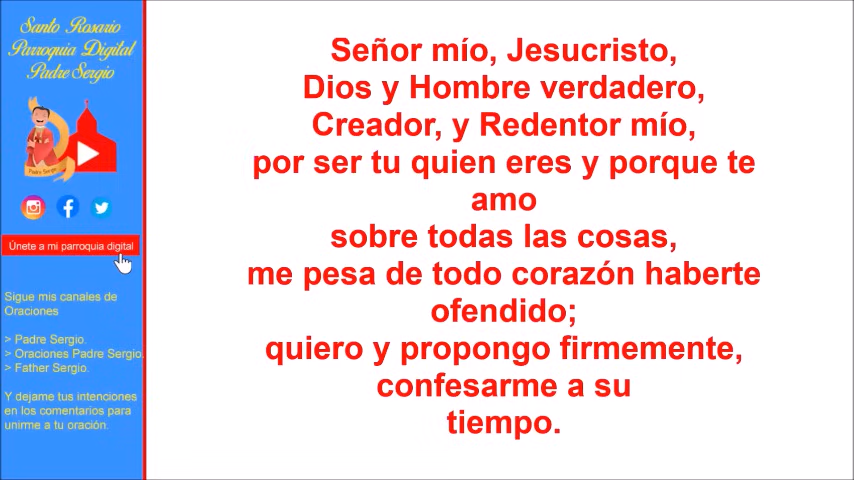 Santo Rosario
Parroquia Digital
Padre Sergio
Padre Sergio
Únete a mi parroquia digital
Sigue mis canales de
Oraciones
> Padre Sergio.
> Oraciones Padre Sergio.
> Father Sergio.
Y dejame tus intenciones
en los comentarios para
unirme a tu oración.
Señor mío, Jesucristo,
Dios y Hombre verdadero,
Creador, y Redentor mío,
por ser tu quien eres y porque te
amo
sobre todas las cosas,
me pesa de todo corazón haberte
ofendido;
quiero y propongo firmemente,
confesarme a su
tiempo.